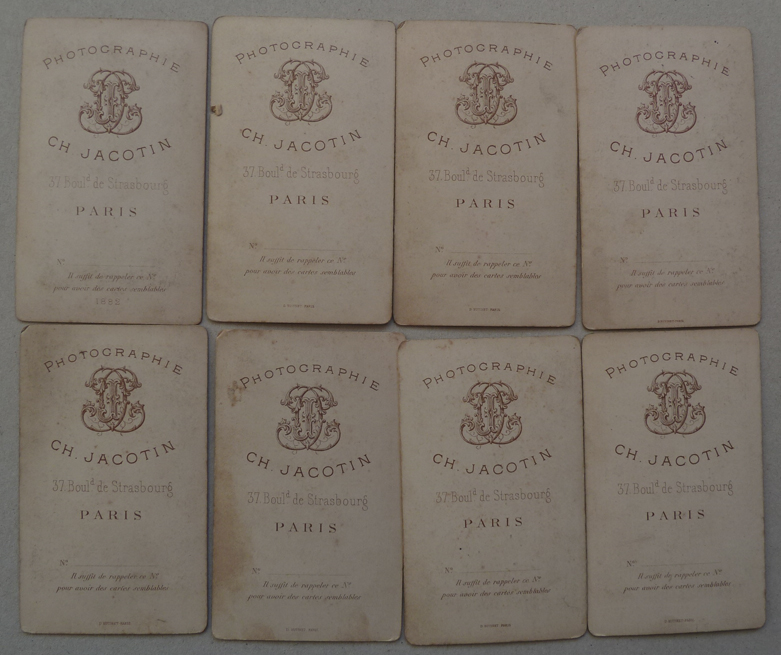 PHOTOGRAPHIE
CH. JACOTIN
37. Boulᵈ de Strasbourg
PARIS
Nº
Il suffit de rappeler ce Nº
pour avoir des cartes semblables
1882
PHOTOGRAPHIE
CH. JACOTIN
37. Boulᵈ de Strasbourg
PARIS
Nº
Il suffit de rappeler ce Nº
pour avoir des cartes semblables
PHOTOGRAPHIE
CH. JACOTIN
37. Boulᵈ de Strasbourg
PARIS
Nº
Il suffit de rappeler ce Nº
pour avoir des cartes semblables
PHOTOGRAPHIE
CH. JACOTIN
37. Boulᵈ de Strasbourg
PARIS
Nº
Il suffit de rappeler ce Nº
pour avoir des cartes semblables
PHOTOGRAPHIE
CH. JACOTIN
37. Boulᵈ de Strasbourg
PARIS
Nº
Il suffit de rappeler ce Nº
pour avoir des cartes semblables
PHOTOGRAPHIE
CH. JACOTIN
37. Boulᵈ de Strasbourg
PARIS
Nº
Il suffit de rappeler ce Nº
pour avoir des cartes semblables
PHOTOGRAPHIE
CH. JACOTIN
37. Boulᵈ de Strasbourg
PARIS
Nº
Il suffit de rappeler ce Nº
pour avoir des cartes semblables
PHOTOGRAPHIE
CH. JACOTIN
37. Boulᵈ de Strasbourg
PARIS
Nº
Il suffit de rappeler ce Nº
pour avoir des cartes semblables